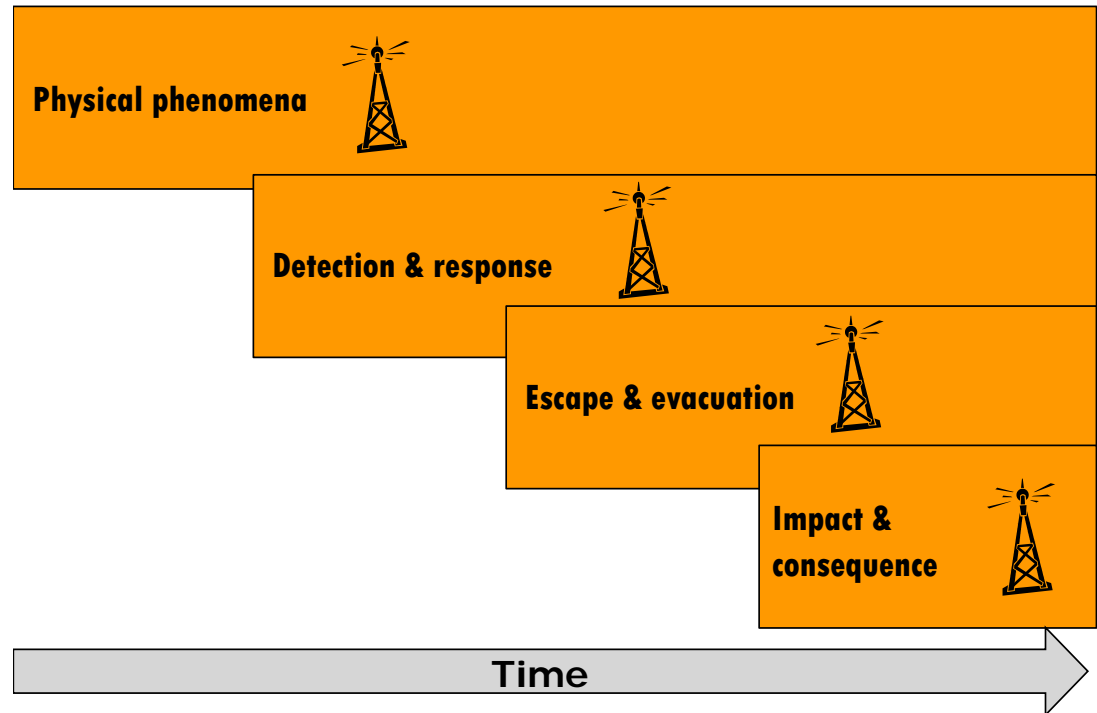 Physical phenomena
Detection & response
Escape & evacuation
Impact &
consequence
Time